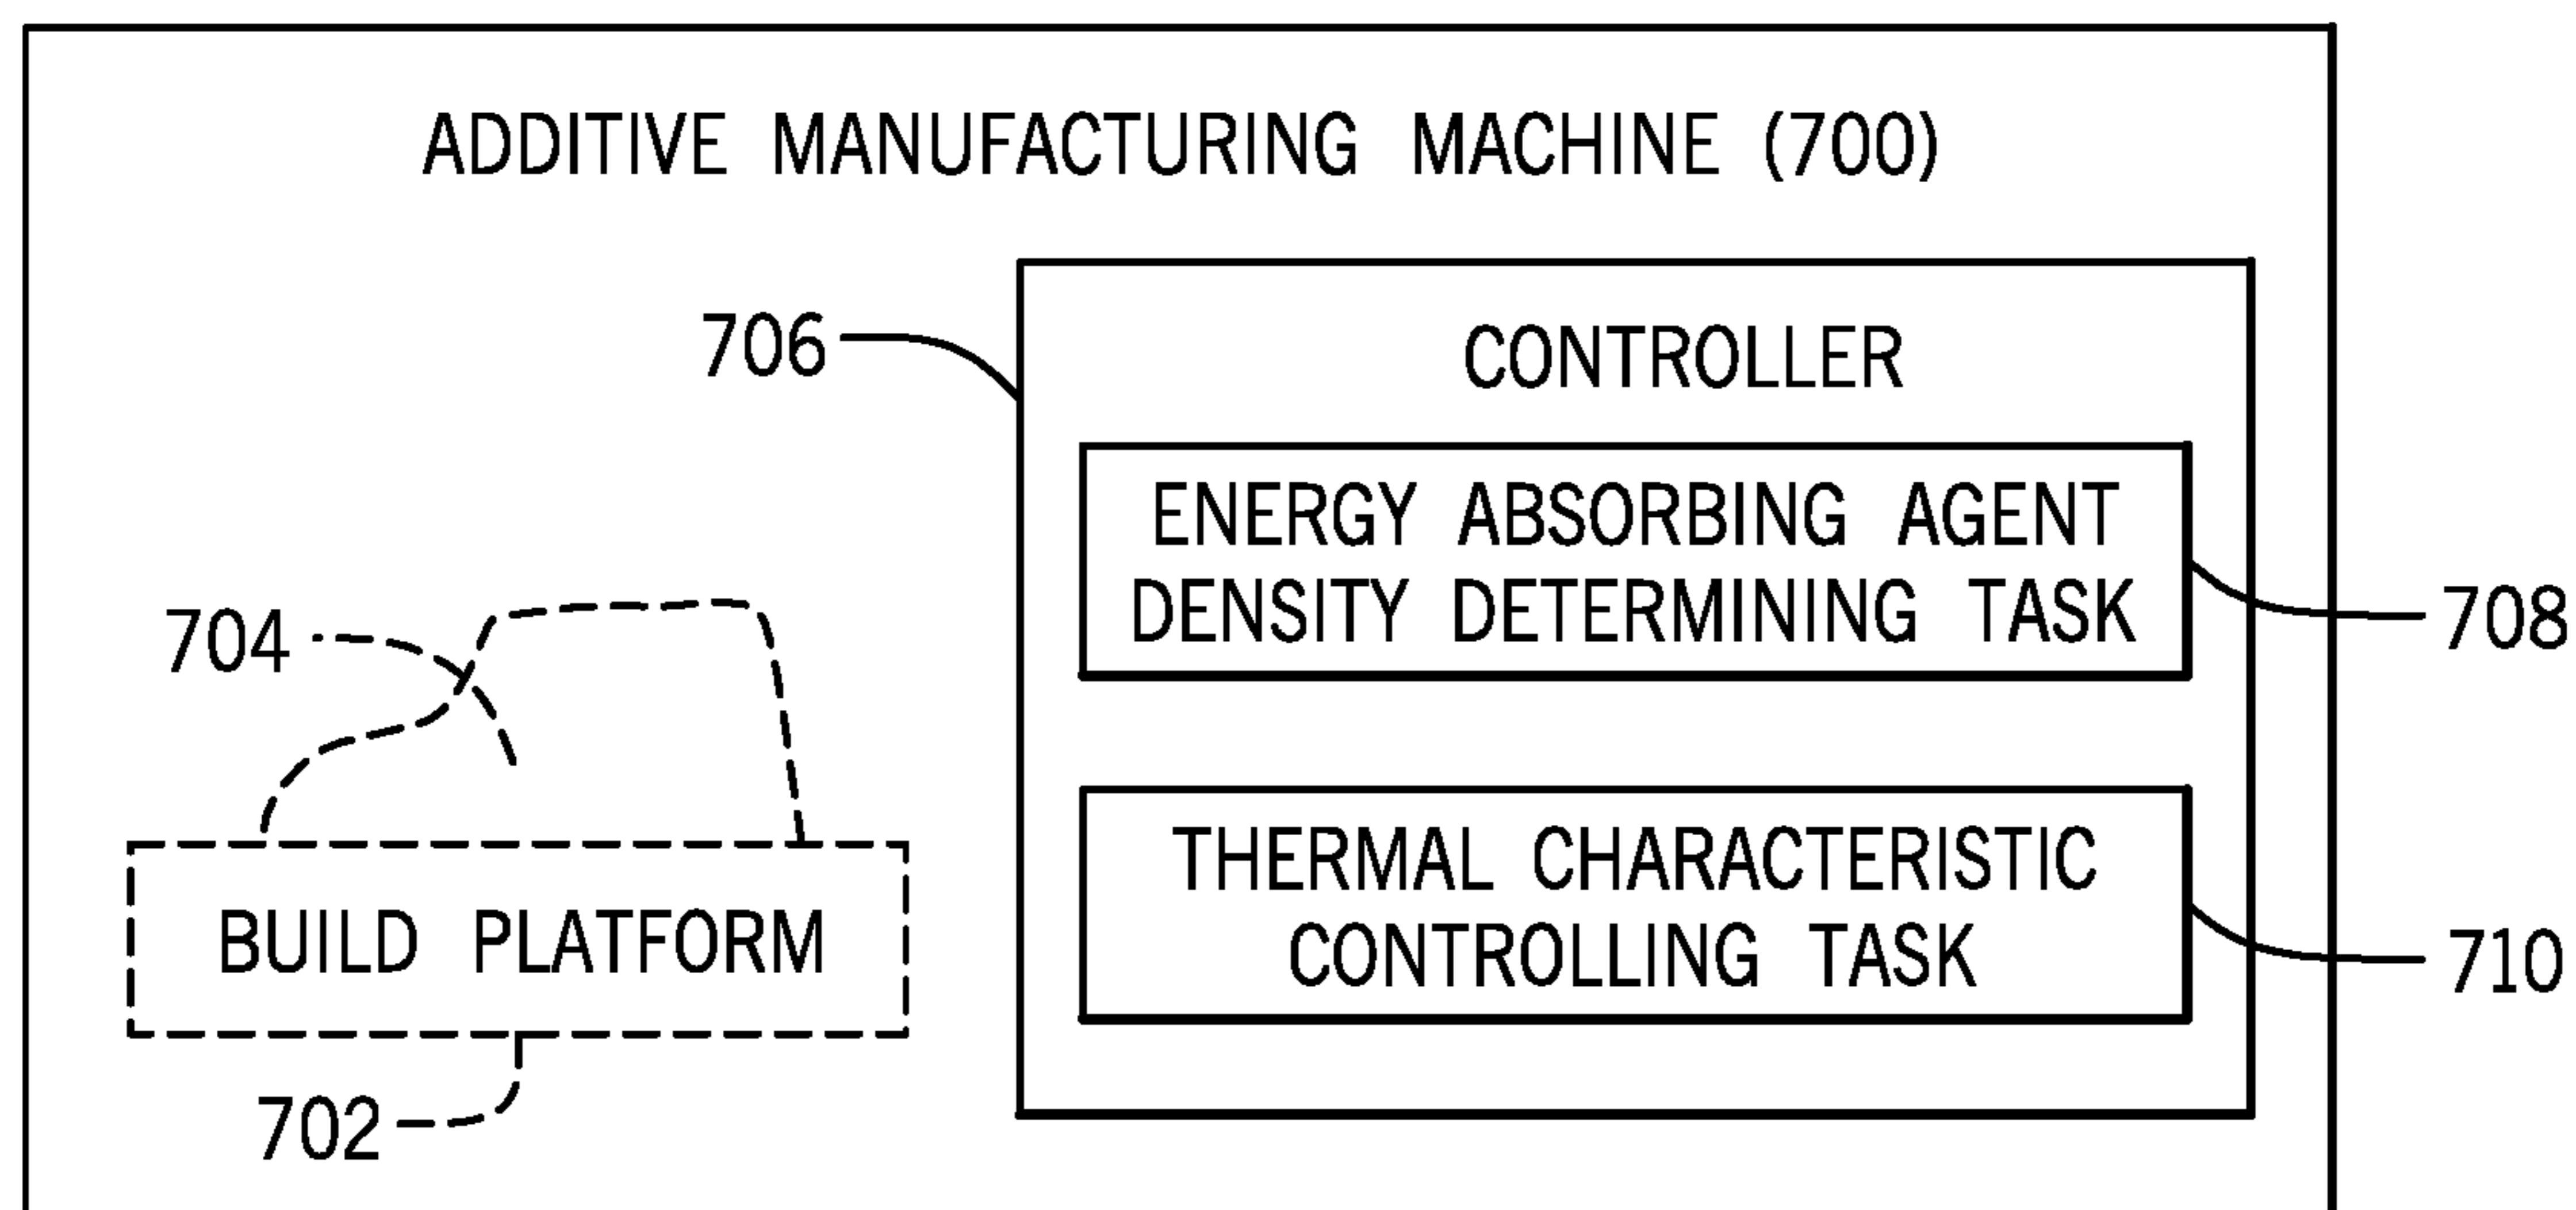 ADDITIVE MANUFACTURING MACHINE (700)
706
CONTROLLER
ENERGY ABSORBING AGENT
DENSITY DETERMINING TASK
708
704
THERMAL CHARACTERISTIC
CONTROLLING TASK
710
BUILD PLATFORM
702